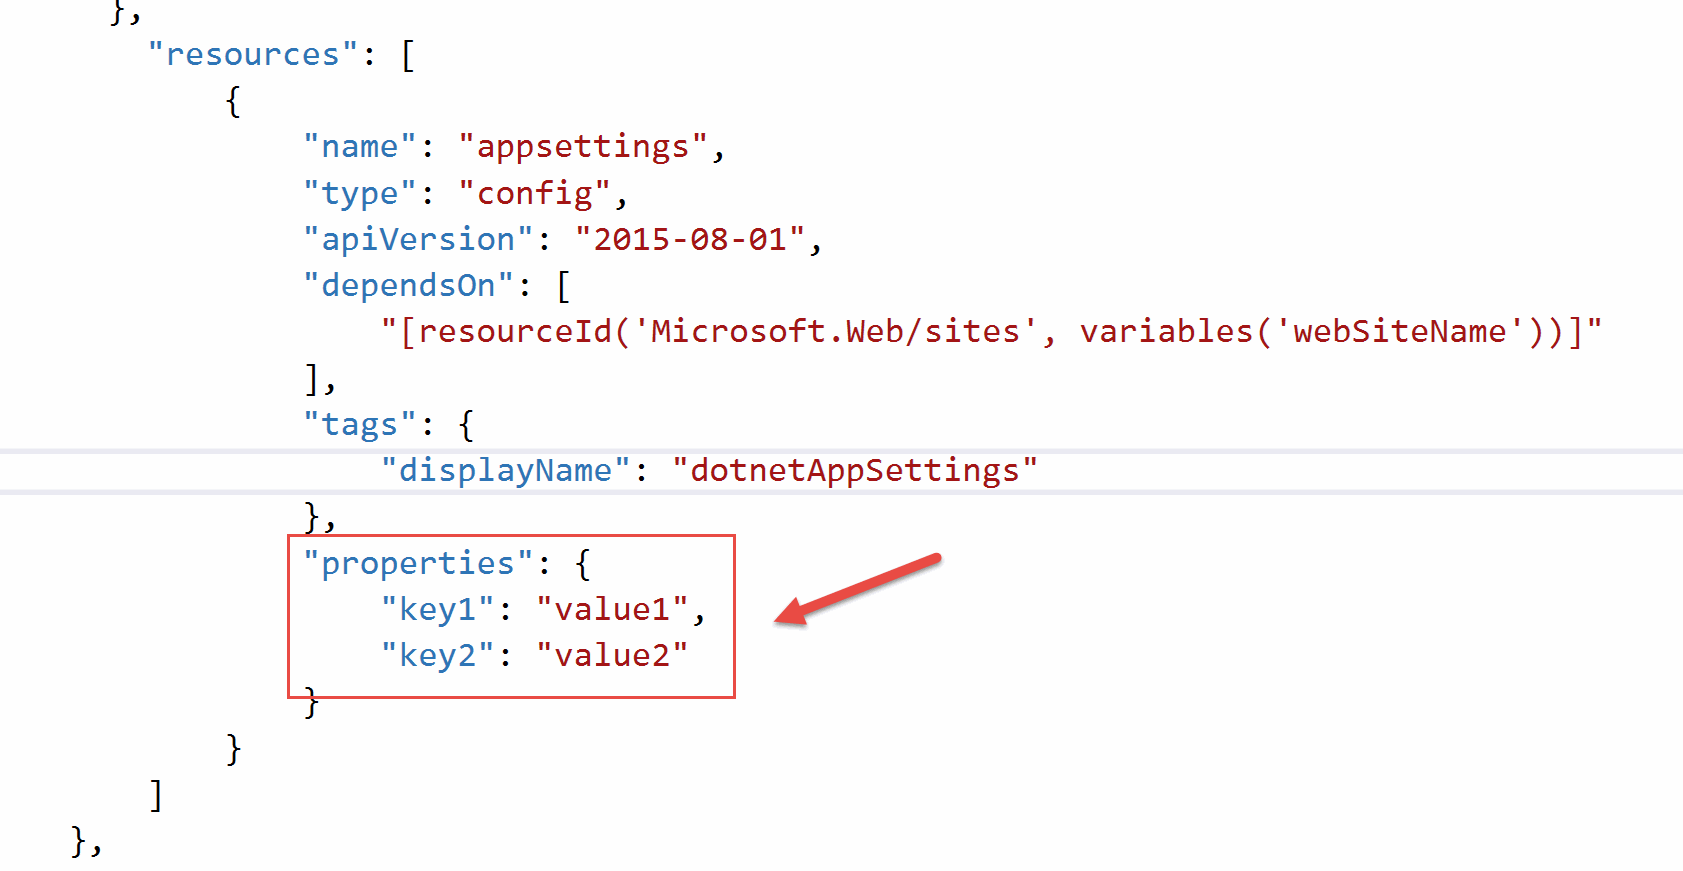 },
"resources": [
{
"name": "appsettings",
"type": "config",
"apiVersion": "2015-08-01",
"dependsOn": [
"[resourceId('Microsoft.Web/sites', variables('webSiteName'))]"
],
"tags": {
"displayName": "dotnetAppSettings"
},
"properties": {
"key1": "value1",
"key2": "value2"
}
}
]
},